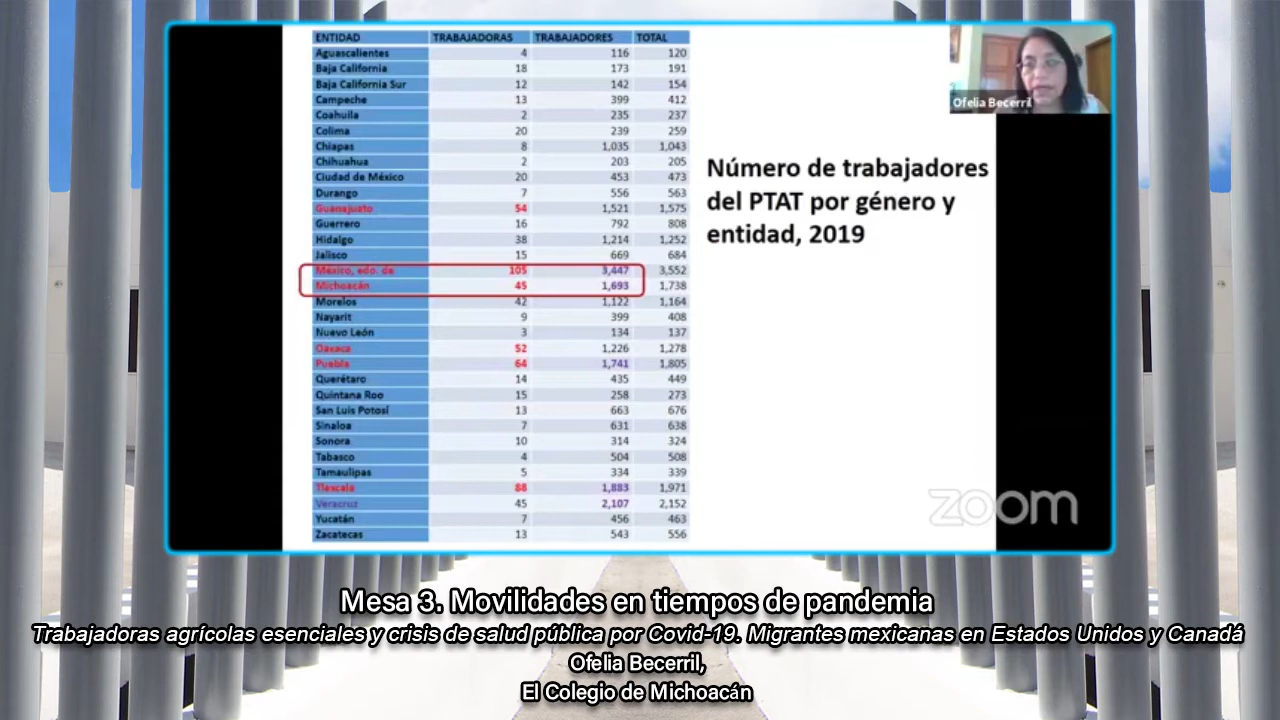 ENTIDAD TRABAJADORAS TRABAJADORES TOTAL
Aguascalientes 4 116 120
Baja California 18 173 191
Baja California Sur 12 142 154
Campeche 13 399 412
Coahuila 2 235 237
Colima 20 239 259
Chiapas 8 1,035 1,043
Chihuahua 2 203 205
Ciudad de México 20 453 473
Durango 7 556 563
Guanajuato 54 1,521 1,575
Guerrero 16 792 808
Hidalgo 38 1,214 1,252
Jalisco 15 669 684
México, edo. de 105 3,447 3,552
Michoacán 45 1,693 1,738
Morelos 42 1,122 1,164
Nayarit 9 399 408
Nuevo León 3 134 137
Oaxaca 52 1,226 1,278
Puebla 64 1,741 1,805
Querétaro 14 435 449
Quintana Roo 15 258 273
San Luis Potosí 13 663 676
Sinaloa 7 631 638
Sonora 10 314 324
Tabasco 4 504 508
Tamaulipas 5 334 339
Tlaxcala 88 1,883 1,971
Veracruz 45 2,107 2,152
Yucatán 7 456 463
Zacatecas 13 543 556
Ofelia Becerril
Número de trabajadores
del PTAT por género y
entidad, 2019
zoom
Mesa 3. Movilidades en tiempos de pandemia
Trabajadoras agrícolas esenciales y crisis de salud pública por Covid-19. Migrantes mexicanas en Estados Unidos y Canadá
Ofelia Becerril,
El Colegio de Michoacán